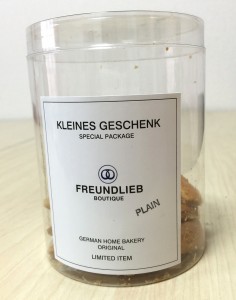 KLEINES GESCHENK
SPECIAL PACKAGE
FREUNDLIEB
BOUTIQUE
PLAIN
GERMAN HOME BAKERY
ORIGINAL
LIMITED ITEM